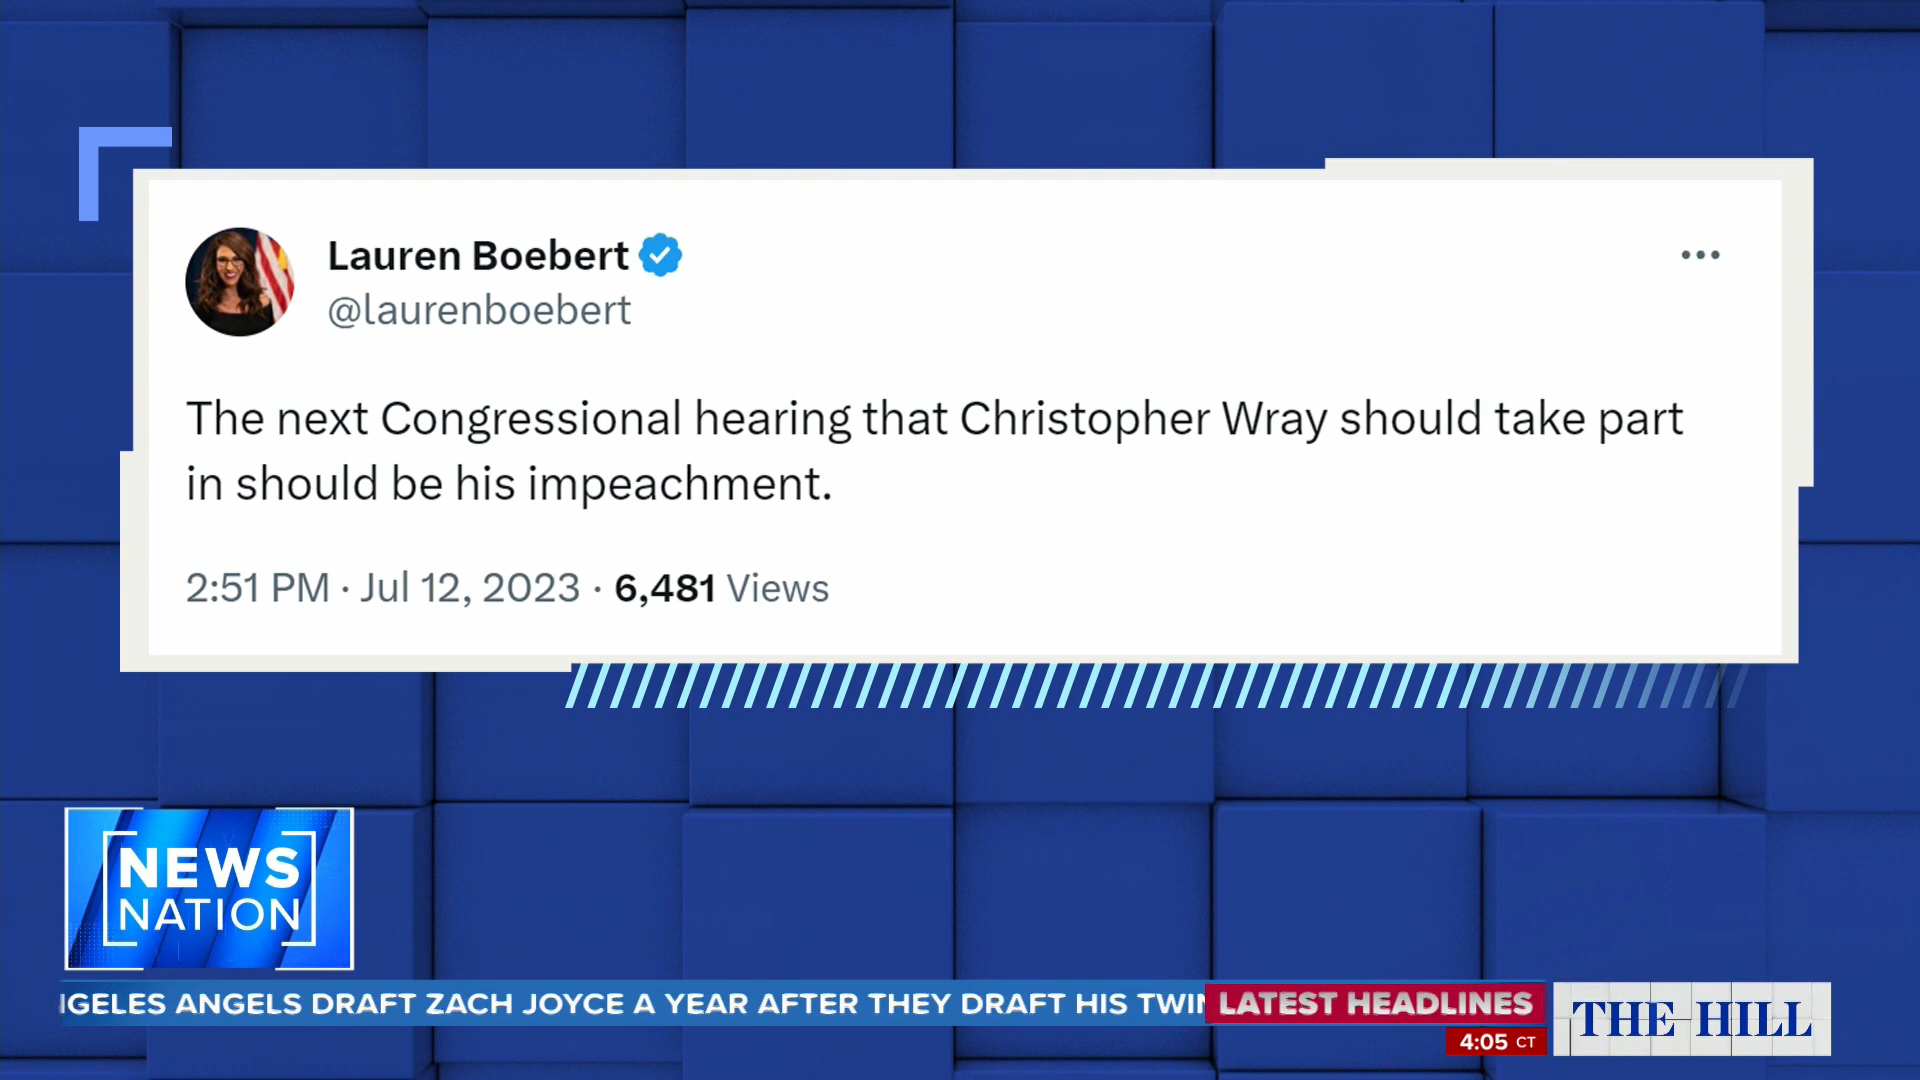 Lauren Boebert
@laurenboebert
The next Congressional hearing that Christopher Wray should take part
in should be his impeachment.
2:51 PM · Jul 12, 2023 · 6,481 Views
NEWS
NATION
ANGELS DRAFT ZACH JOYCE A YEAR AFTER THEY DRAFT HIS
LATEST HEADLINES
4:05 CT
THE HILL